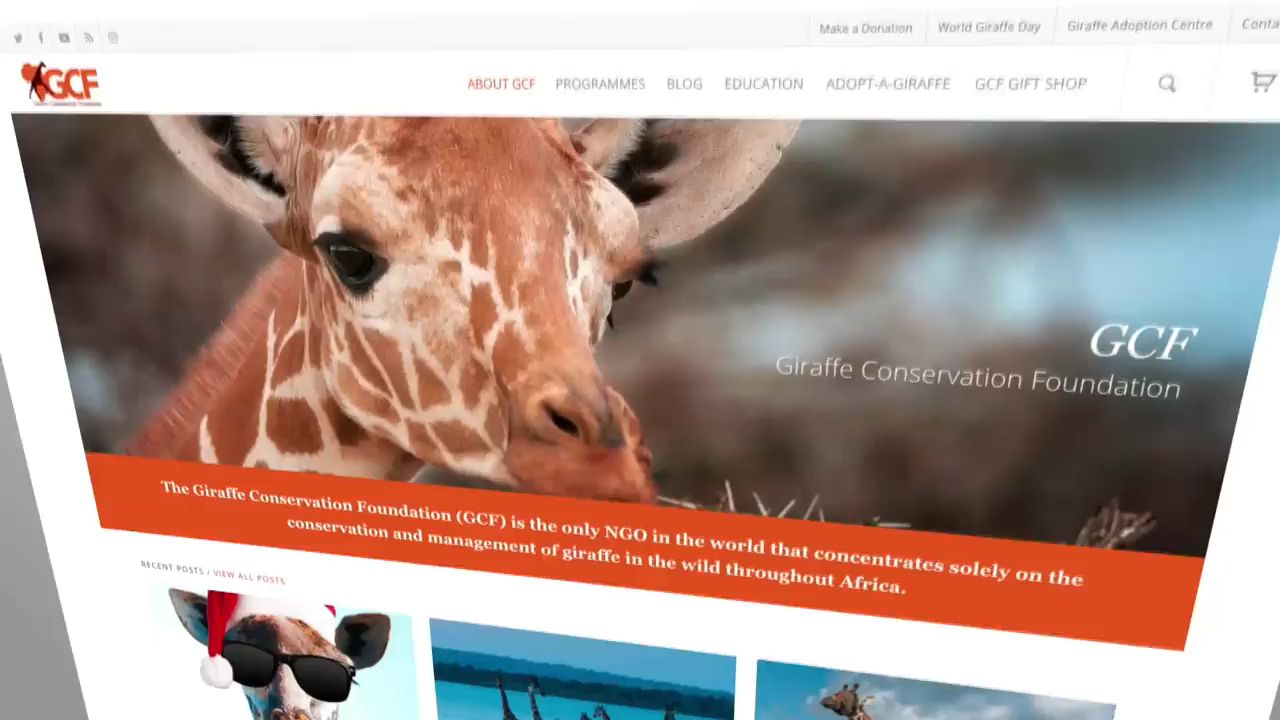 Make a Donation
World Giraffe Day
Giraffe Adoption Centre
Conta
GCF
ABOUT GCF
PROGRAMMES
BLOG
EDUCATION
ADOPT-A-GIRAFFE
GCF GIFT SHOP
GCF
Giraffe Conservation Foundation
The Giraffe Conservation Foundation (GCF) is the only NGO in the world that concentrates solely on the
conservation and management of giraffe in the wild throughout Africa.
RECENT POSTS / VIEW ALL POSTS